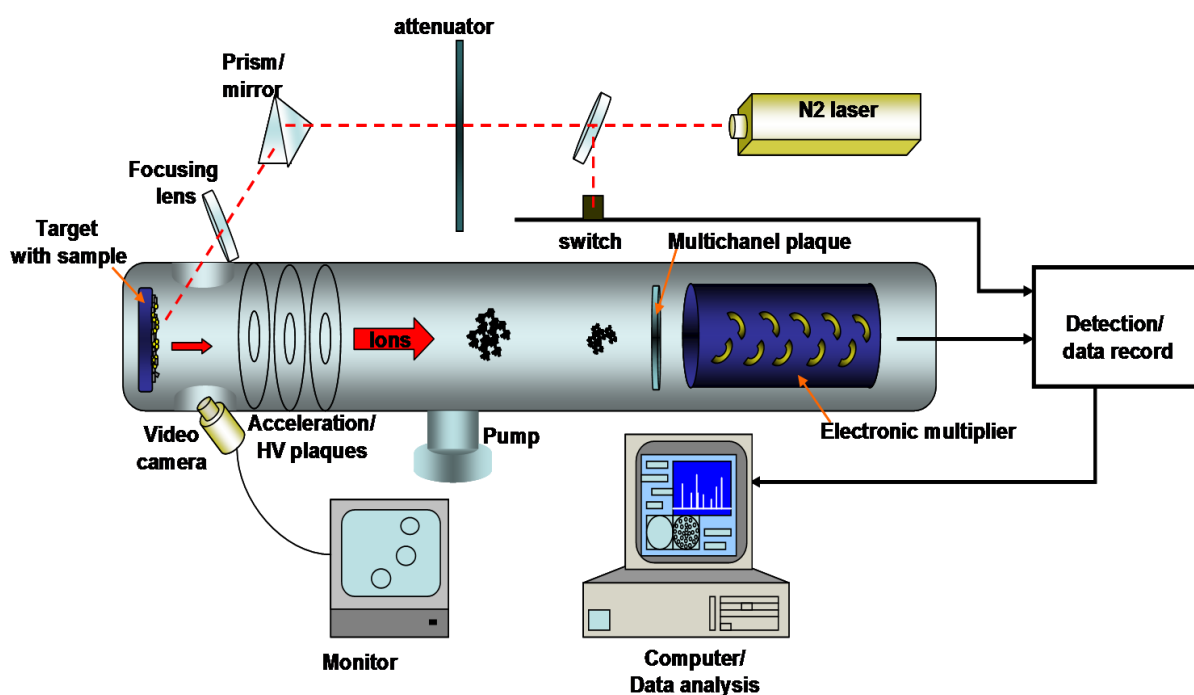 attenuator
Prism/
mirror
N2 laser
Focusing
lens
Target
with sample
switch
Multichanel plaque
Ions
Detection/
data record
Video
camera
Acceleration/
HV plaques
Pump
Electronic multiplier
Monitor
Computer/
Data analysis